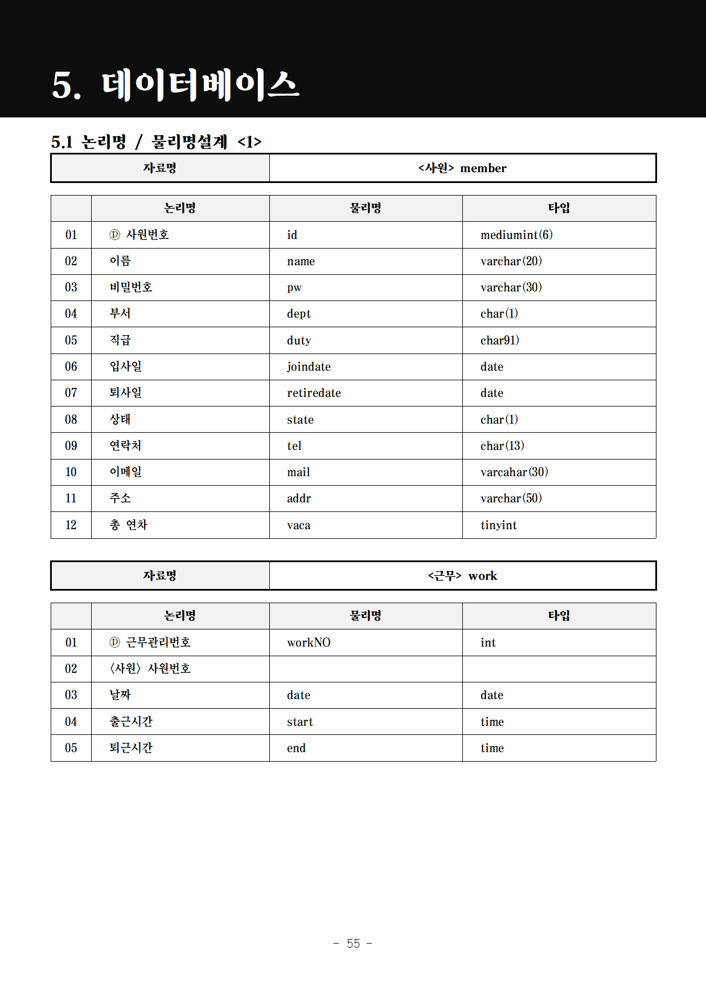 5. 데이터베이스
5.1 논리명 / 물리명설계 <1>
자료명 <사원> member
논리명 물리명 타입
01 ⓟ 사원번호 id mediumint(6)
02 이름 name varchar(20)
03 비밀번호 pw varchar(30)
04 부서 dept char(1)
05 직급 duty char91)
06 입사일 joindate date
07 퇴사일 retiredate date
08 상태 state char(1)
09 연락처 tel char(13)
10 이메일 mail varcahar(30)
11 주소 addr varchar(50)
12 총 연차 vaca tinyint
자료명 <근무> work
논리명 물리명 타입
01 ⓟ 근무관리번호 workNO int
02 〈사원〉 사원번호
03 날짜 date date
04 출근시간 start time
05 퇴근시간 end time
- 55 -